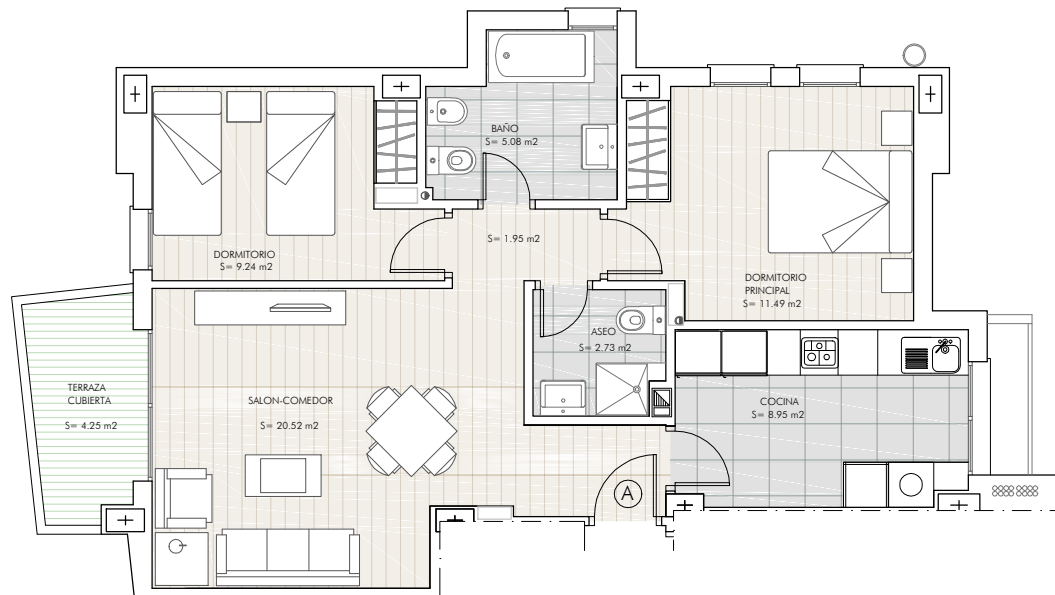 BAÑO
S= 5.08 m2
S= 1.95 m2
DORMITORIO
S= 9.24 m2
DORMITORIO
PRINCIPAL
S= 11.49 m2
ASEO
S= 2.73 m2
TERRAZA
CUBIERTA
S= 4.25 m2
SALON-COMEDOR
S= 20.52 m2
COCINA
S= 8.95 m2
A